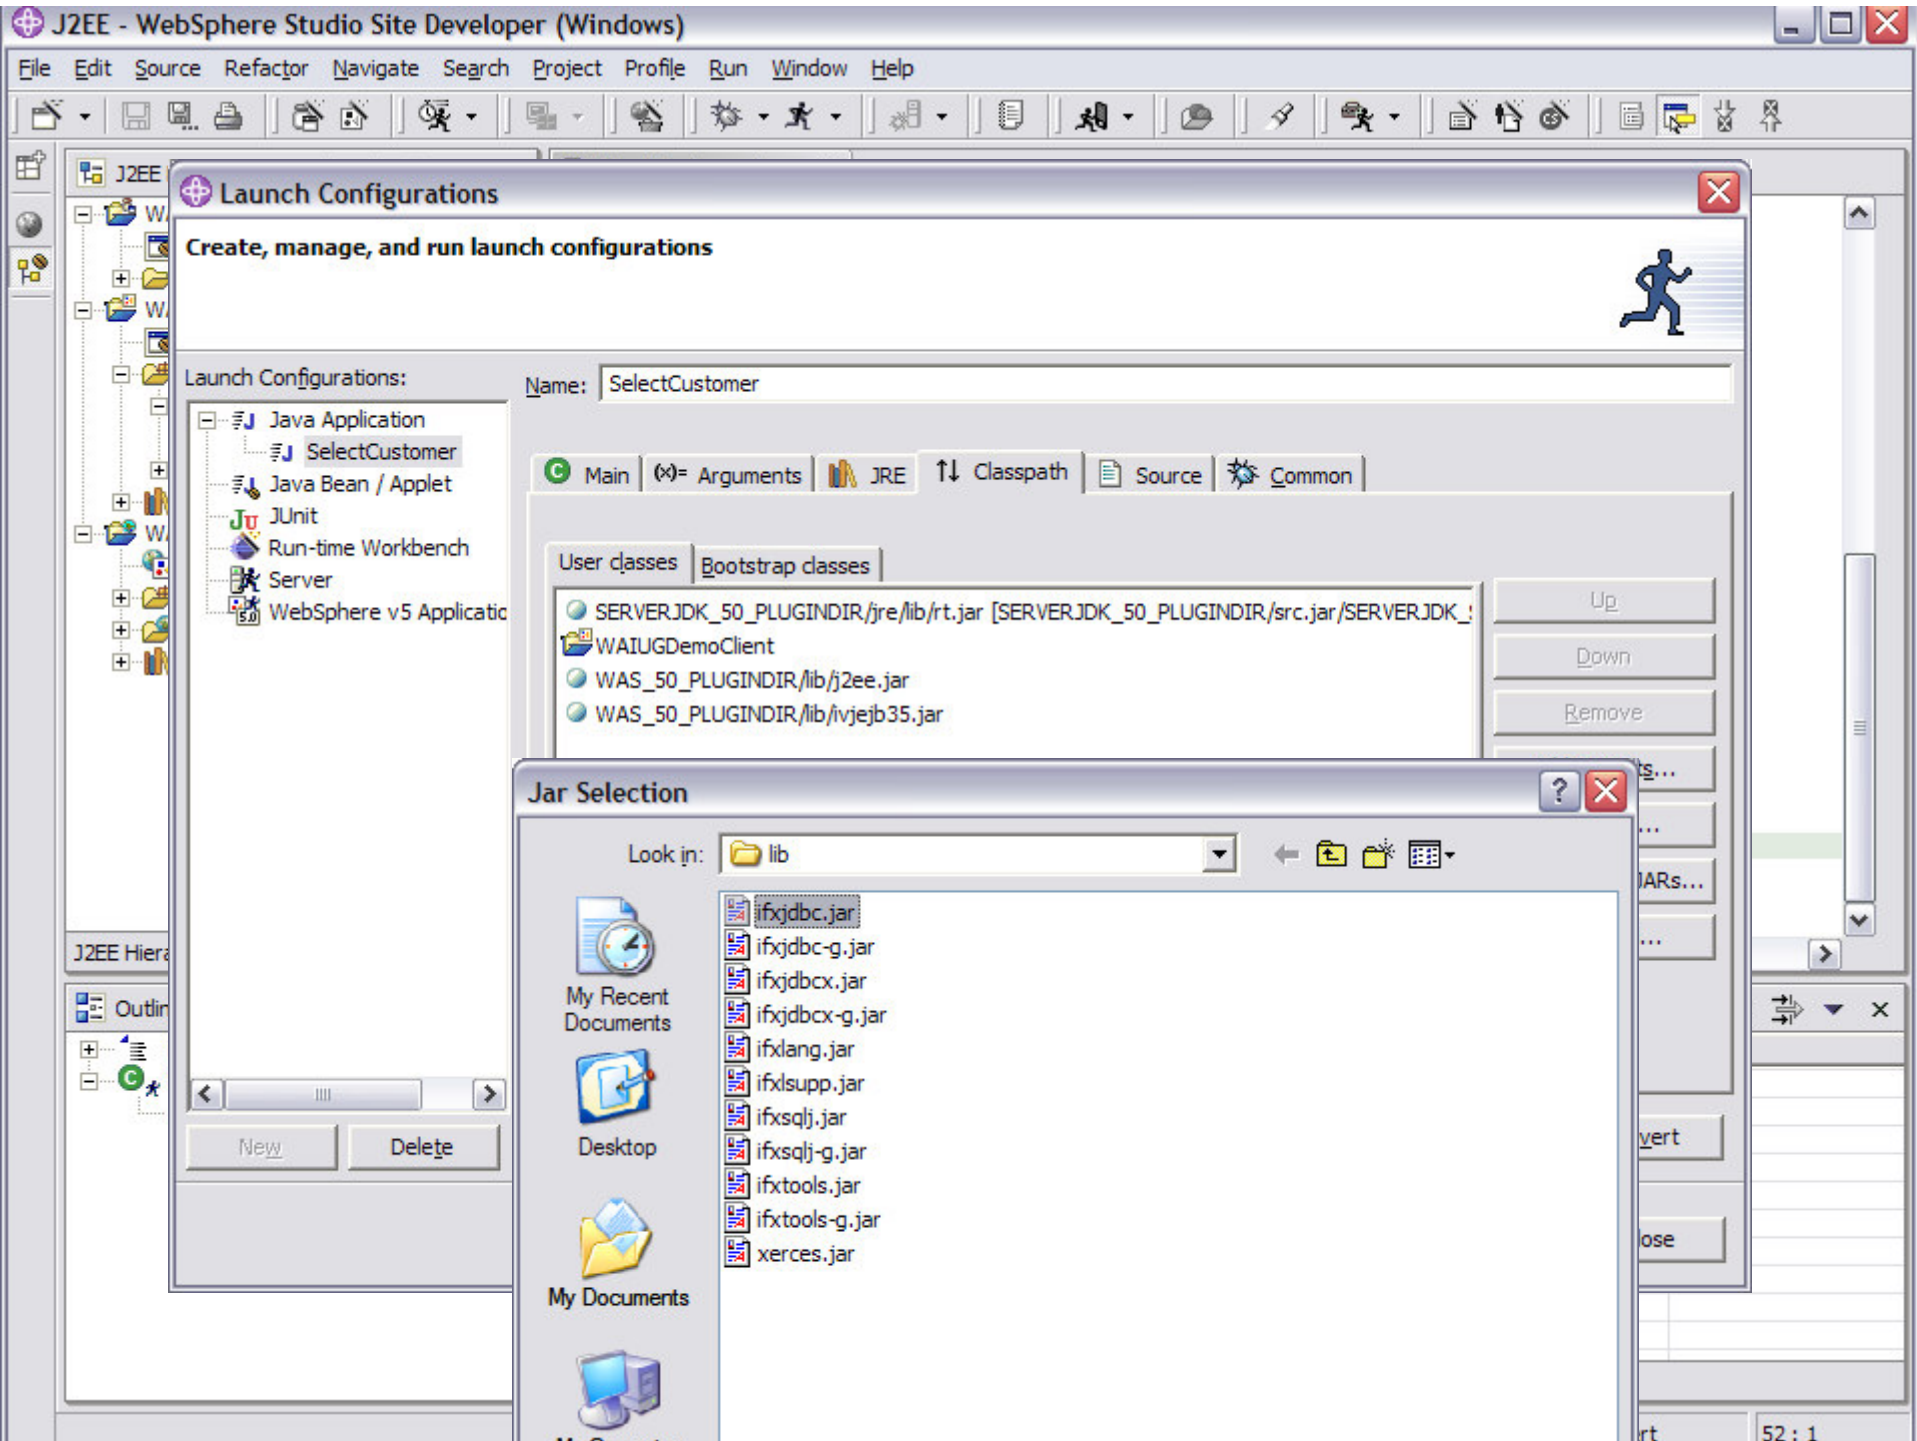 J2EE - WebSphere Studio Site Developer (Windows)
File Edit Source Refactor Navigate Search Project Profile Run Window Help
J2EE
Launch Configurations
Create, manage, and run launch configurations
Launch Configurations:
Name: SelectCustomer
Java Application
SelectCustomer
Java Bean / Applet
JUnit
Run-time Workbench
Server
WebSphere v5 Applicatio
Main (x)= Arguments JRE Classpath Source Common
User classes Bootstrap classes
SERVERJDK_50_PLUGINDIR/jre/lib/rt.jar [SERVERJDK_50_PLUGINDIR/src.jar/SERVERJDK_
WAIUGDemoClient
WAS_50_PLUGINDIR/lib/j2ee.jar
WAS_50_PLUGINDIR/lib/ivjejb35.jar
Up
Down
Remove
ts...
...
JARs...
...
New Delete
vert
lose
Jar Selection
Look in: lib
My Recent
Documents
Desktop
My Documents
ifxjdbc.jar
ifxjdbc-g.jar
ifxjdbcx.jar
ifxjdbcx-g.jar
ifxlang.jar
ifxlsupp.jar
ifxsqlj.jar
ifxsqlj-g.jar
ifxtools.jar
ifxtools-g.jar
xerces.jar
J2EE Hiera
Outlin
52 : 1